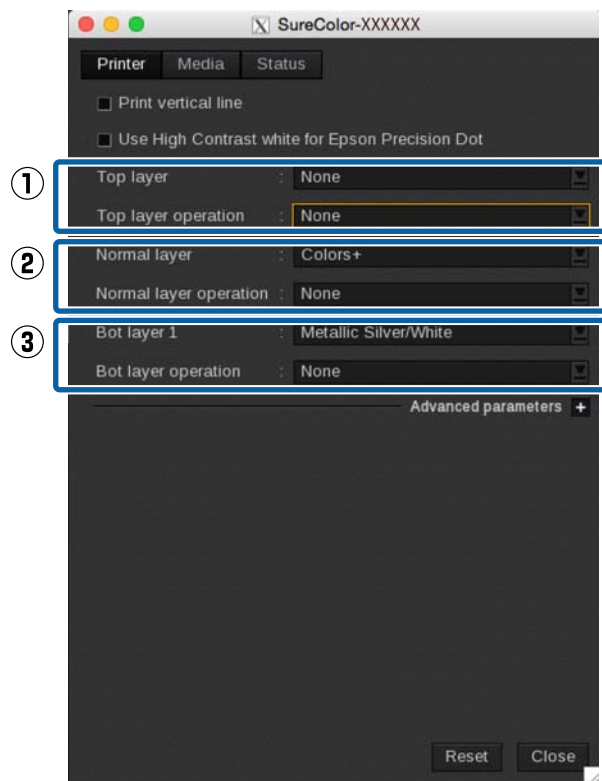 SureColor-XXXXXX
Printer Media Status
Print vertical line
Use High Contrast white for Epson Precision Dot
① Top layer : None
Top layer operation : None
② Normal layer : Colors+
Normal layer operation : None
③ Bot layer 1 : Metallic Silver/White
Bot layer operation : None
Advanced parameters +
Reset Close